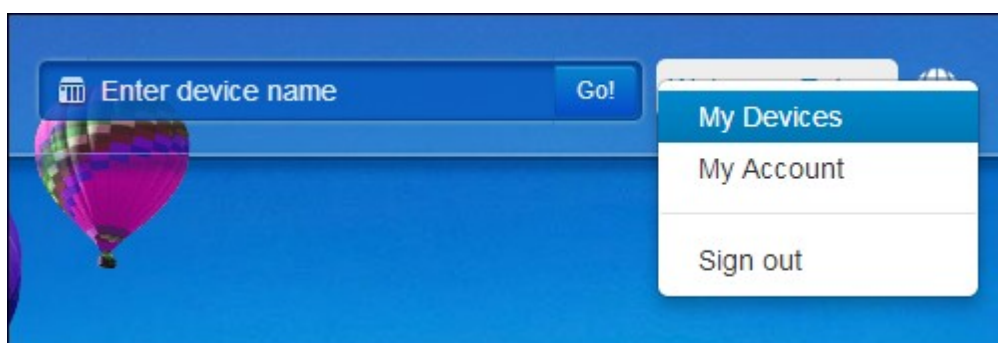 Enter device name
Go!
My Devices
My Account
Sign out